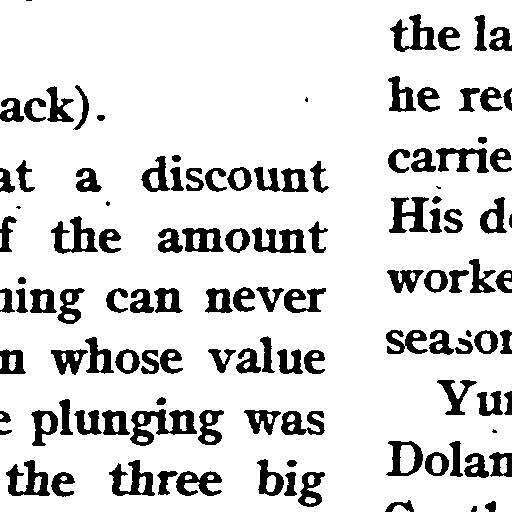 ack).
at a discount
f the amount
ning can never
n whose value
e plunging was
the three big
the la
he rec
carrie
His de
worke
season
Yun
Dolan